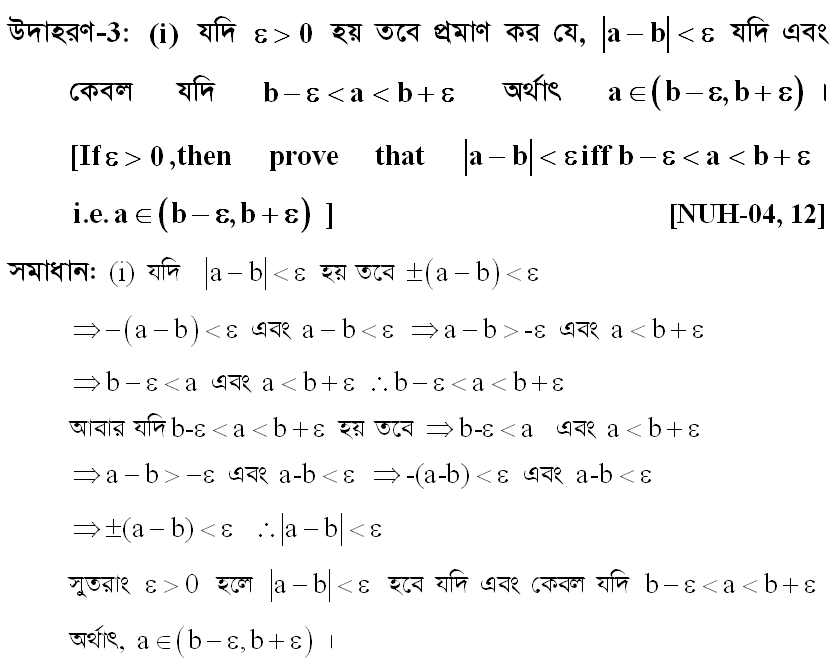 উদাহরণ-3: (i) যদি ε > 0 হয় তবে প্রমাণ কর যে, |a − b| < ε যদি এবং
কেবল যদি b − ε < a < b + ε অর্থাৎ a ∈ (b − ε, b + ε) ।
[If ε > 0 ,then prove that |a − b| < ε iff b − ε < a < b + ε
i.e. a ∈ (b − ε, b + ε) ] [NUH-04, 12]
সমাধান: (i) যদি |a − b| < ε হয় তবে ±(a − b) < ε
⇒ −(a − b) < ε এবং a − b < ε ⇒ a − b > -ε এবং a < b + ε
⇒ b − ε < a এবং a < b + ε ∴ b − ε < a < b + ε
আবার যদি b-ε < a < b + ε হয় তবে ⇒ b-ε < a এবং a < b + ε
⇒ a − b > −ε এবং a-b < ε ⇒ -(a-b) < ε এবং a-b < ε
⇒ ±(a − b) < ε ∴ |a − b| < ε
সুতরাং ε > 0 হলে |a − b| < ε হবে যদি এবং কেবল যদি b − ε < a < b + ε
অর্থাৎ, a ∈ (b − ε, b + ε) ।